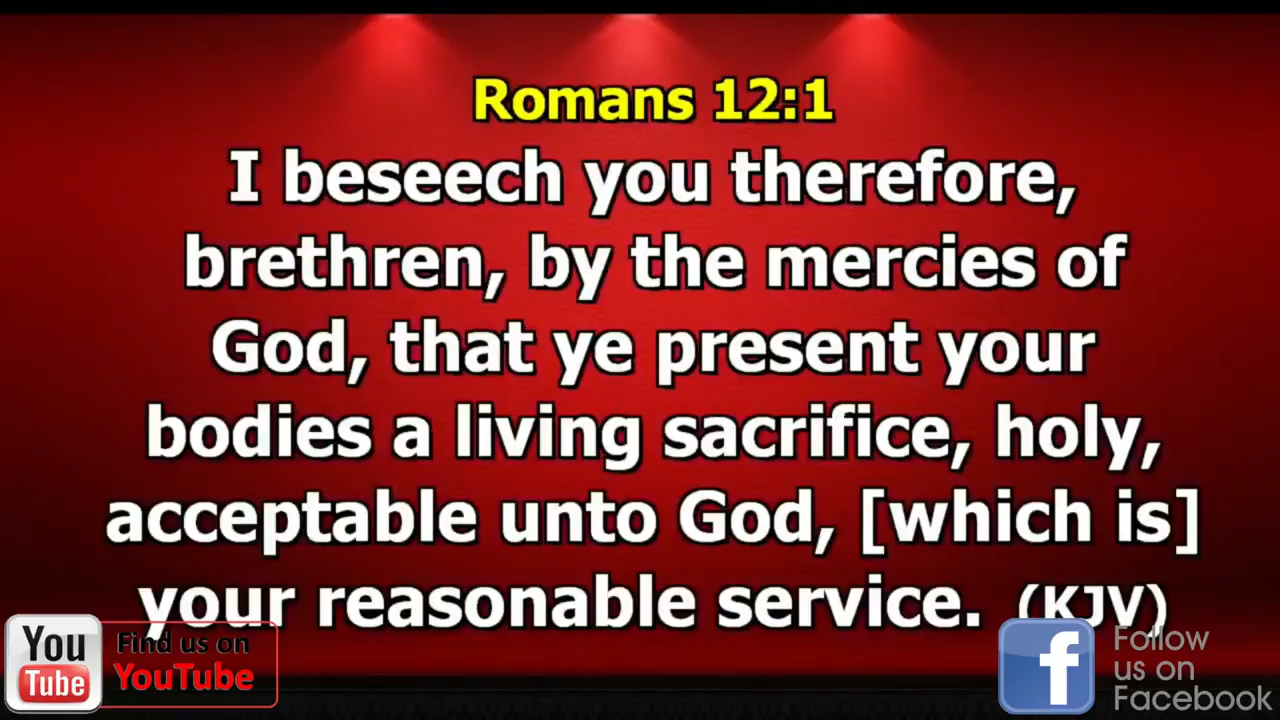 Romans 12:1
I beseech you therefore,
brethren, by the mercies of
God, that ye present your
bodies a living sacrifice, holy,
acceptable unto God, [which is]
your reasonable service. (KJV)
You
Tube
Find us on
YouTube
f
Follow
us on
Facebook